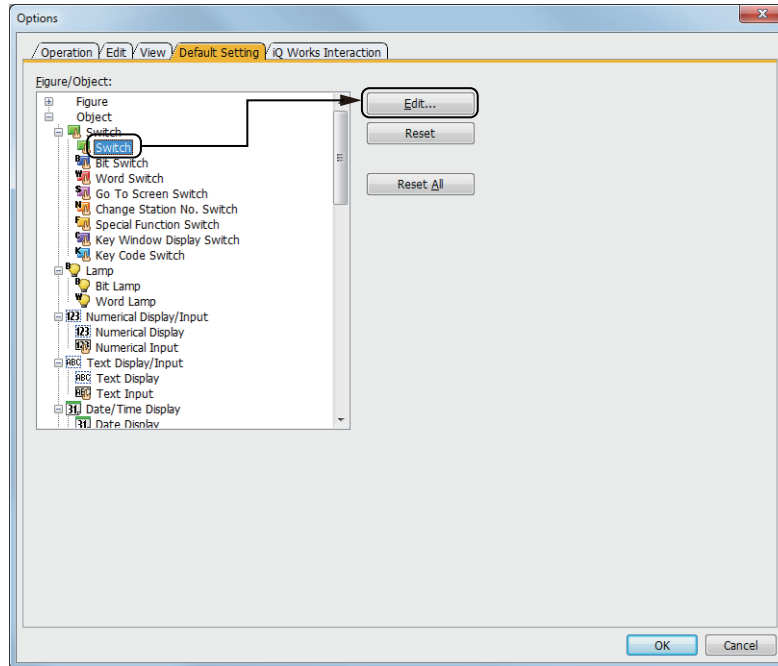 Options
Operation Edit View Default Setting iQ Works Interaction
Figure/Object:
Figure
Object
Switch
Switch
Bit Switch
Word Switch
Go To Screen Switch
Change Station No. Switch
Special Function Switch
Key Window Display Switch
Key Code Switch
Lamp
Bit Lamp
Word Lamp
Numerical Display/Input
Numerical Display
Numerical Input
Text Display/Input
Text Display
Text Input
Date/Time Display
Date Display
Edit...
Reset
Reset All
OK Cancel